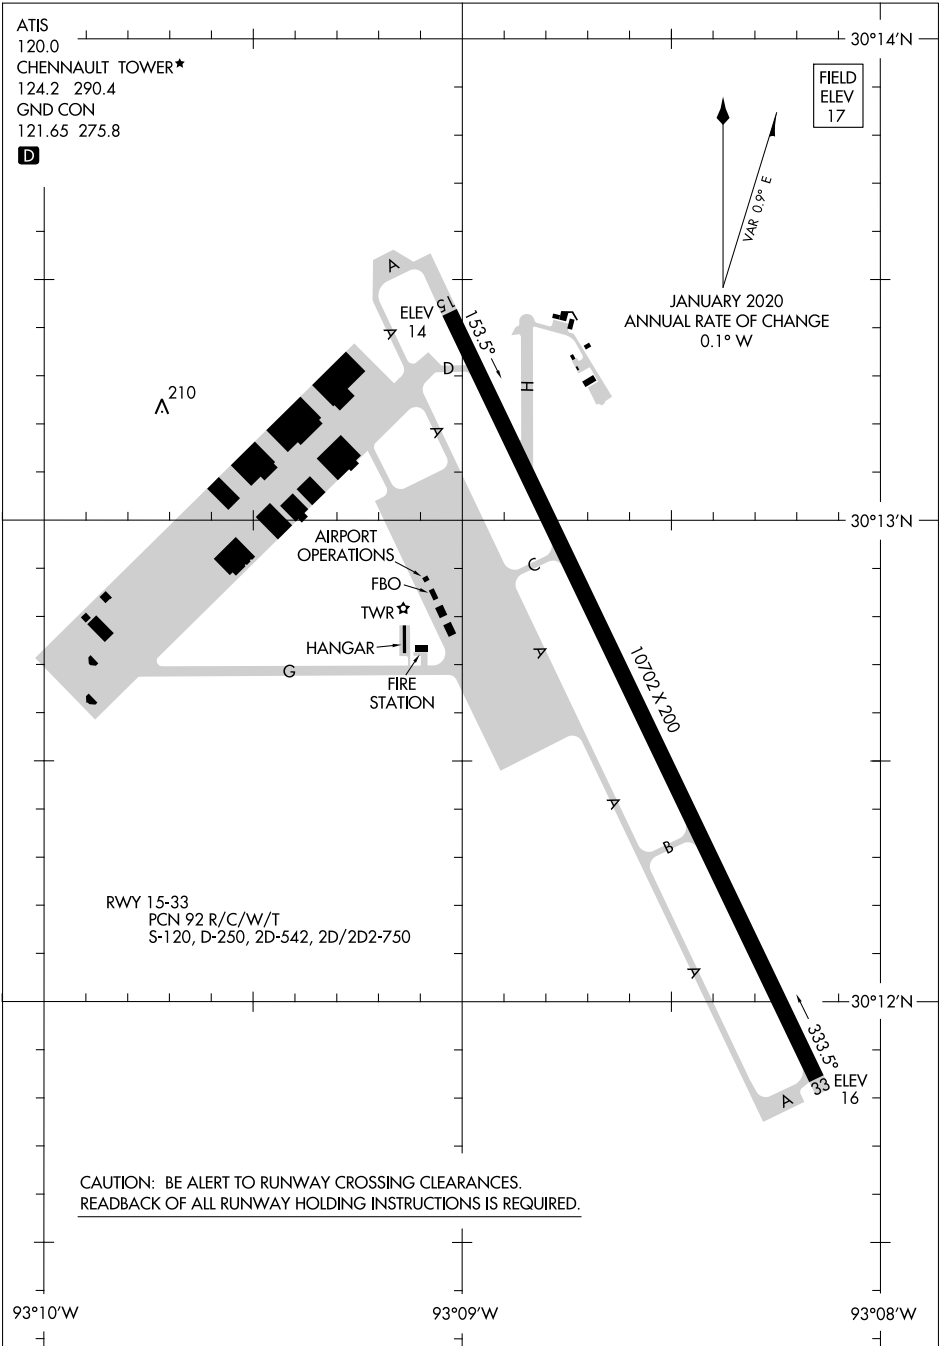 ATIS
120.0
CHENNAULT TOWER★
124.2 290.4
GND CON
121.65 275.8
D
30°14'N
FIELD
ELEV
17
VAR 0.9° E
JANUARY 2020
ANNUAL RATE OF CHANGE
0.1° W
A
ELEV
14
15
153.5°
A
D
H
210
A
30°13'N
AIRPORT
OPERATIONS
C
FBO
TWR
HANGAR
A
10702 X 200
G
FIRE
STATION
A
B
RWY 15-33
PCN 92 R/C/W/T
S-120, D-250, 2D-542, 2D/2D2-750
A
30°12'N
333.5°
33
ELEV
16
A
CAUTION: BE ALERT TO RUNWAY CROSSING CLEARANCES.
READBACK OF ALL RUNWAY HOLDING INSTRUCTIONS IS REQUIRED.
93°10'W
93°09'W
93°08'W